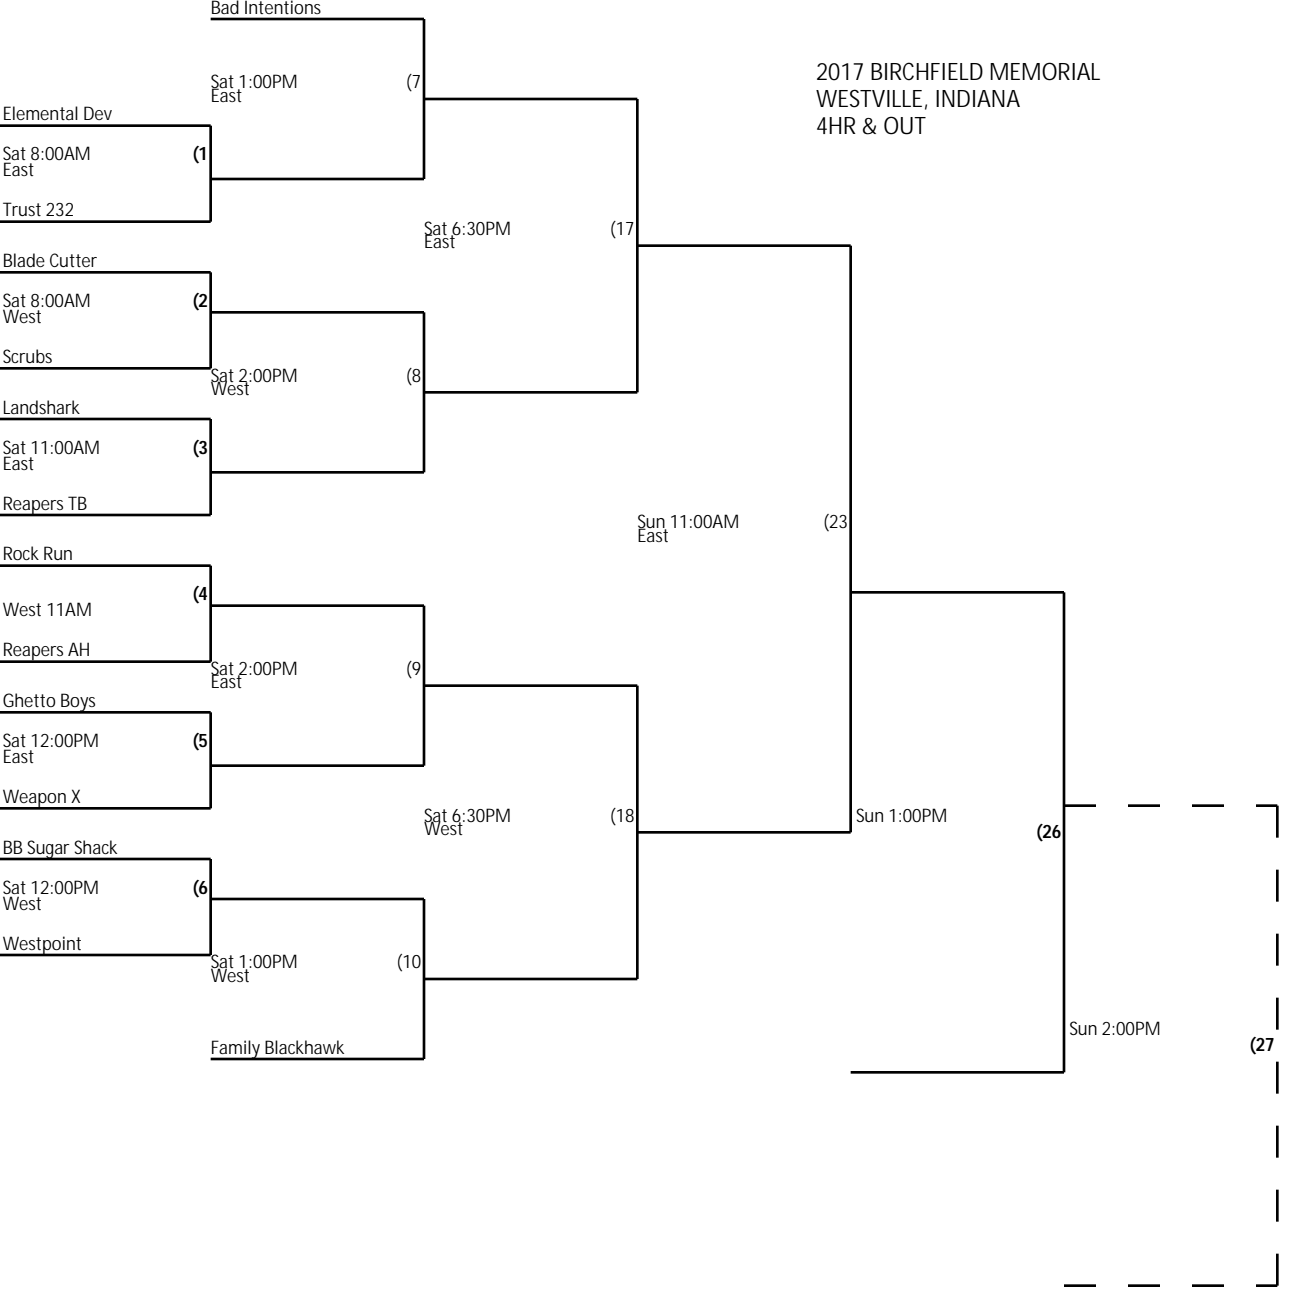 Bad Intentions
2017 BIRCHFIELD MEMORIAL
WESTVILLE, INDIANA
4HR & OUT
Sat 1:00PM (7
East
Elemental Dev
Sat 8:00AM (1
East
Trust 232
Sat 6:30PM (17
East
Blade Cutter
Sat 8:00AM (2
West
Scrubs
Sat 2:00PM (8
West
Landshark
Sat 11:00AM (3
East
Reapers TB
Sun 11:00AM (23
East
Rock Run
(4
West 11AM
Reapers AH
Sat 2:00PM (9
East
Ghetto Boys
Sat 12:00PM (5
East
Weapon X
Sat 6:30PM (18
West
Sun 1:00PM (26
BB Sugar Shack
Sat 12:00PM (6
West
Westpoint
Sat 1:00PM (10
West
Sun 2:00PM (27
Family Blackhawk